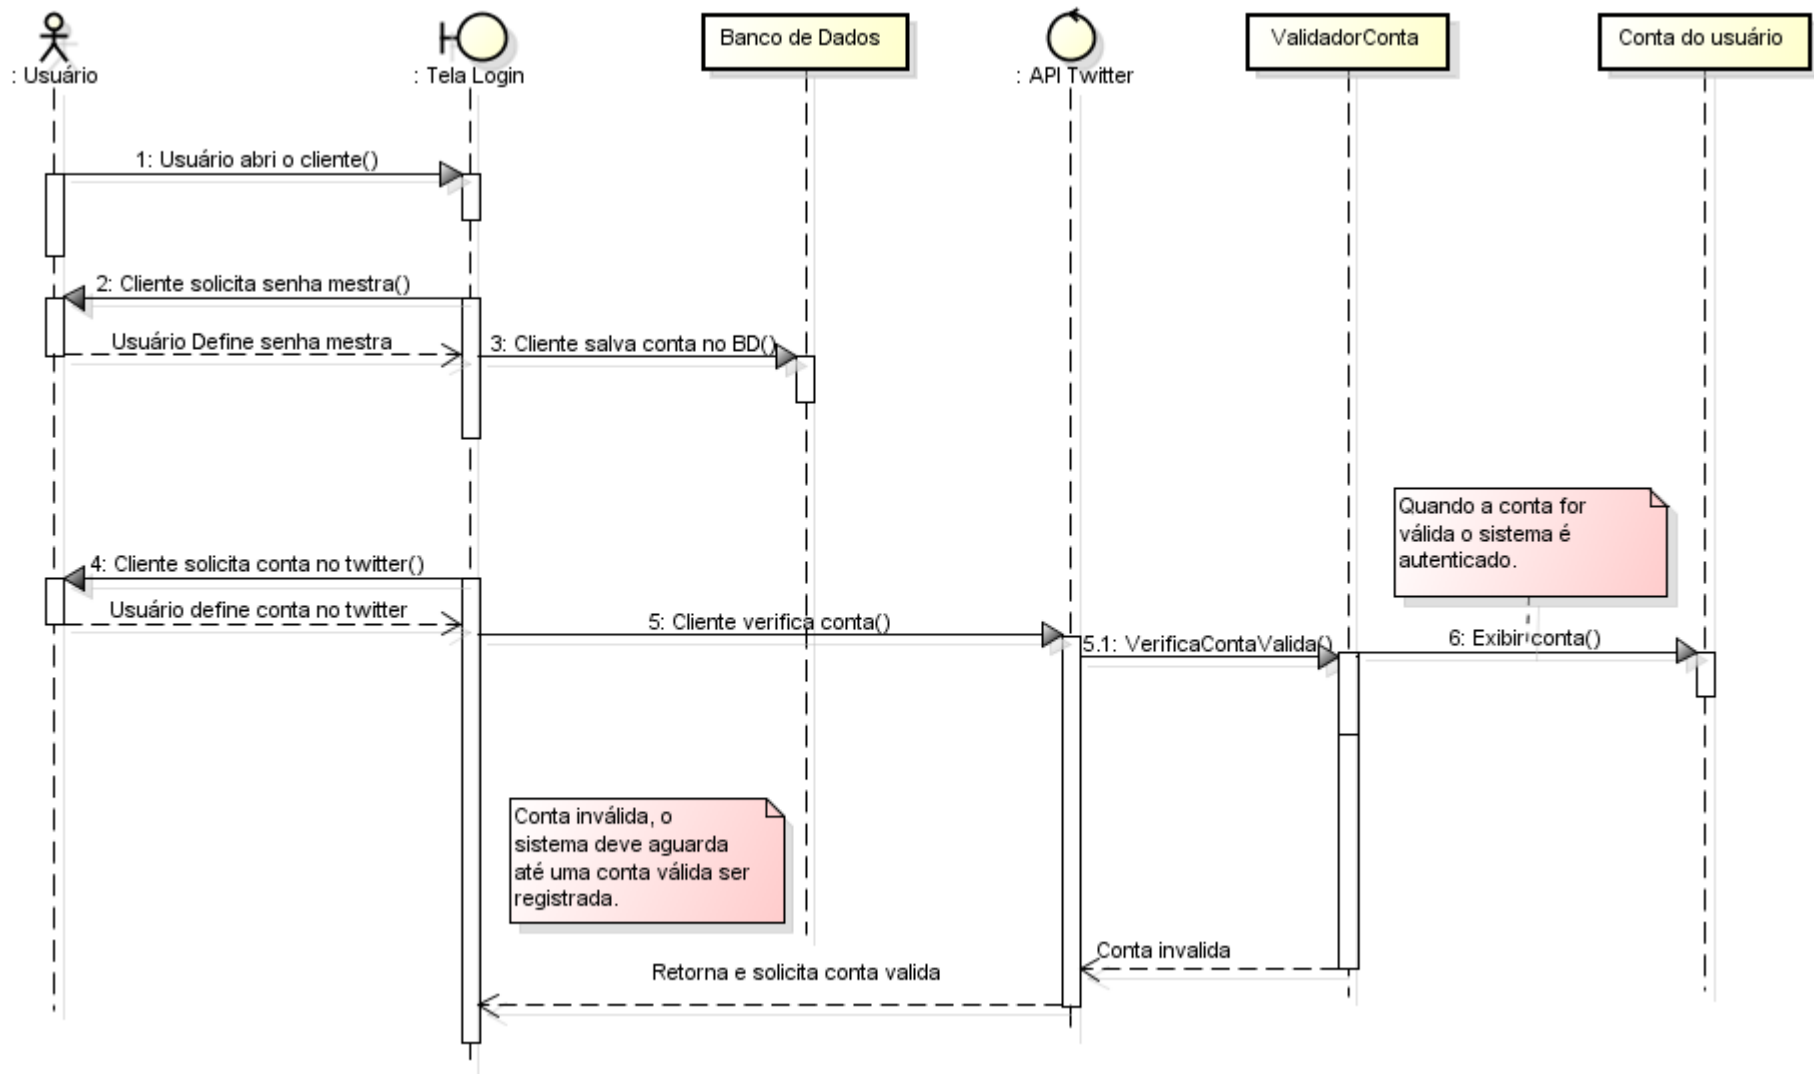 : Usuário
: Tela Login
Banco de Dados
: API Twitter
ValidadorConta
Conta do usuário
1: Usuário abri o cliente()
2: Cliente solicita senha mestra()
Usuário Define senha mestra
3: Cliente salva conta no BD()
Quando a conta for
válida o sistema é
autenticado.
4: Cliente solicita conta no twitter()
Usuário define conta no twitter
5: Cliente verifica conta()
5.1: VerificaContaValida()
6: Exibir conta()
Conta inválida, o
sistema deve aguarda
até uma conta válida ser
registrada.
Conta invalida
Retorna e solicita conta valida